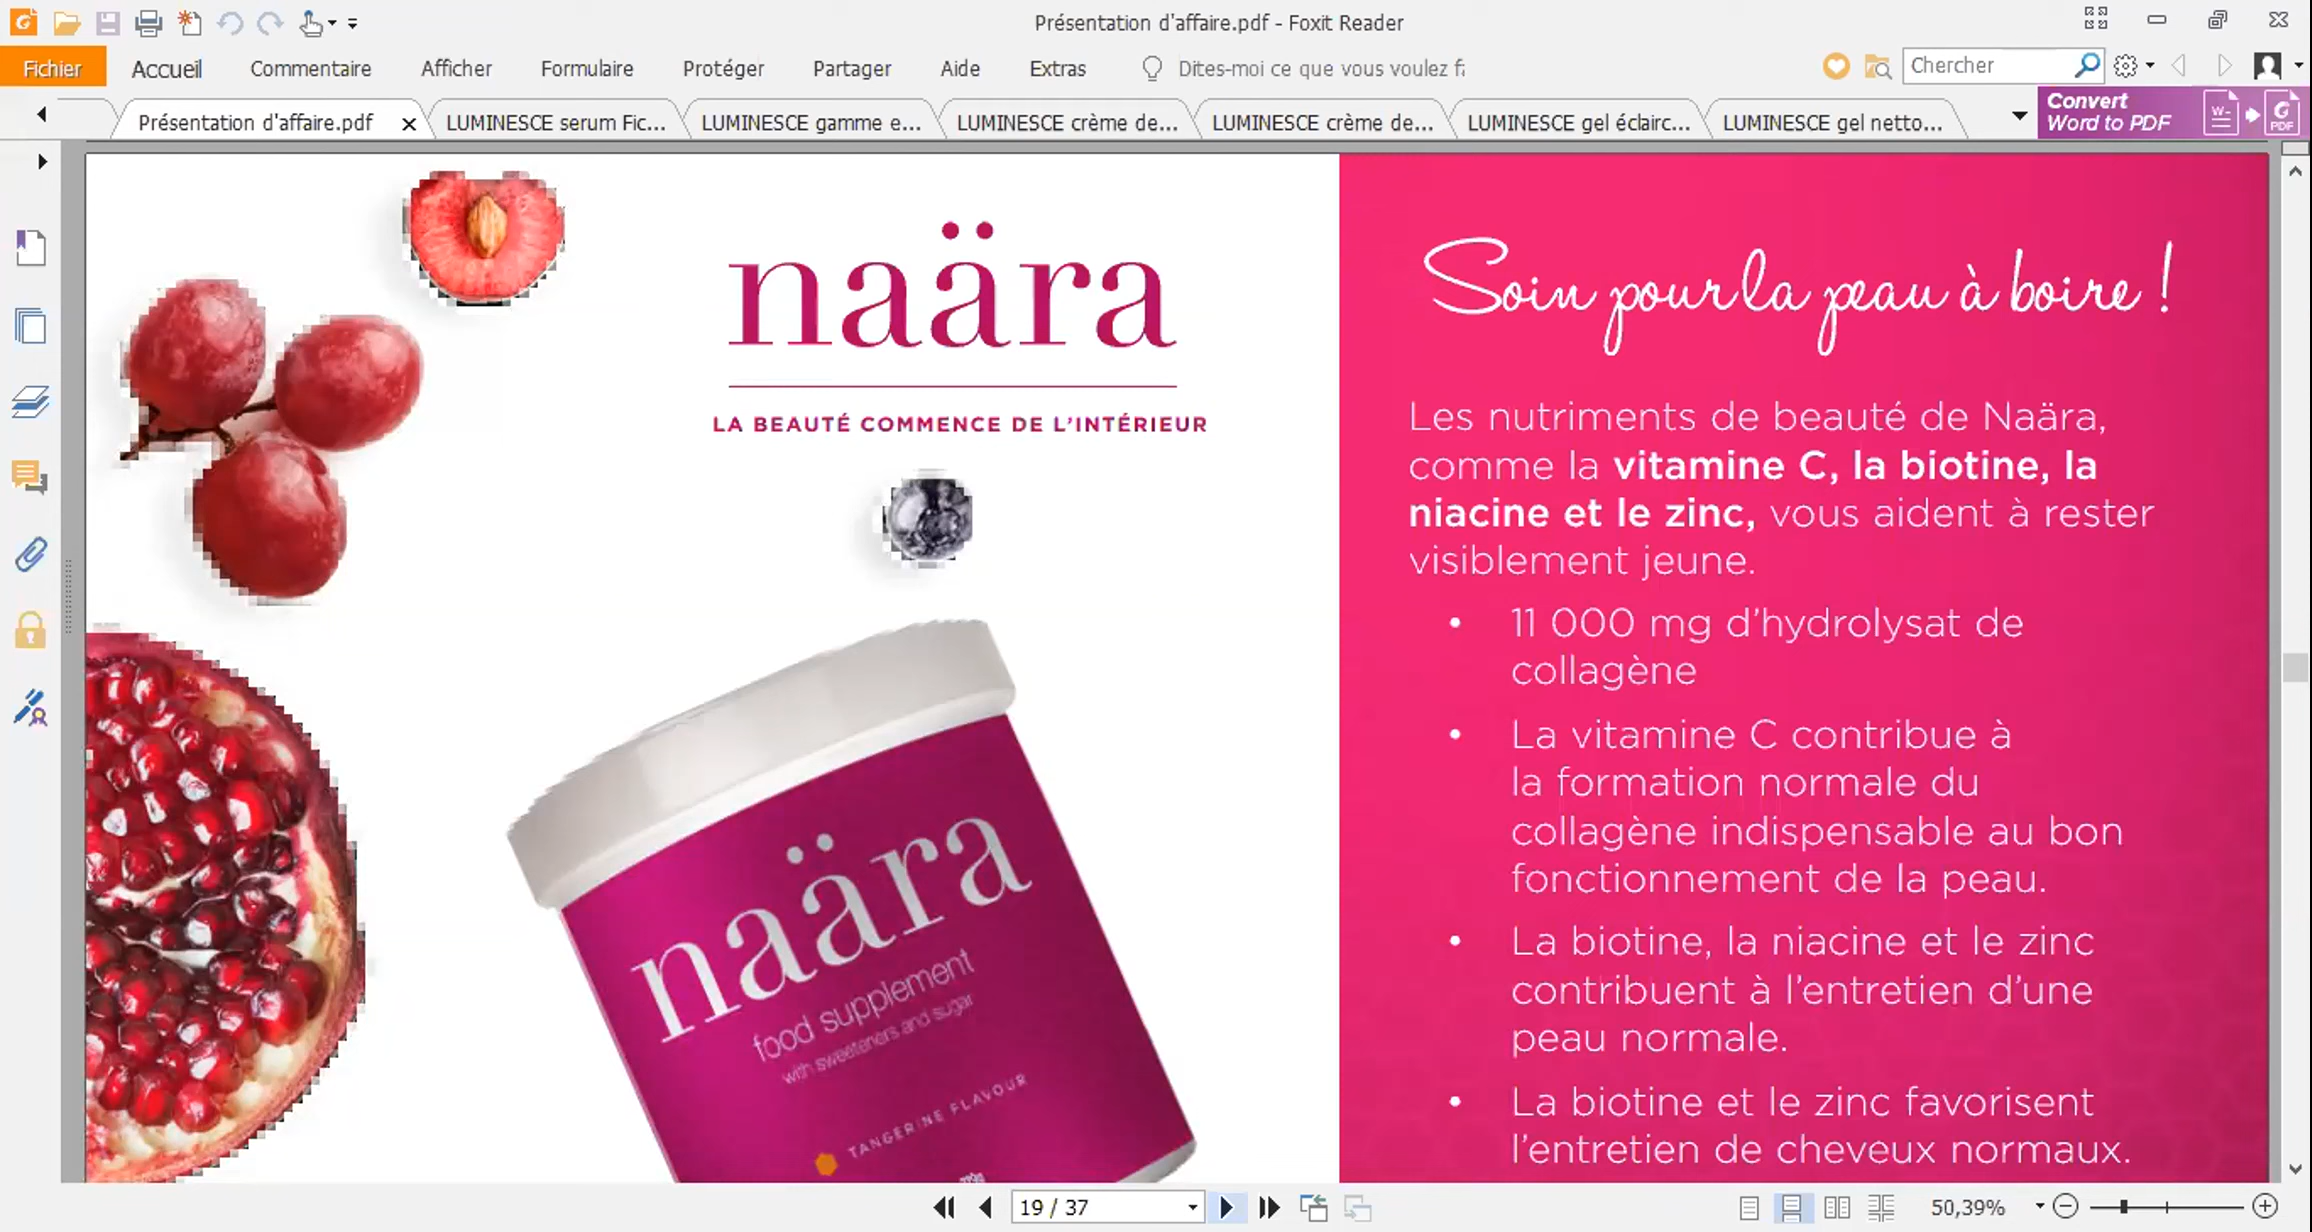 Présentation d'affaire.pdf - Foxit Reader
Fichier Accueil Commentaire Afficher Formulaire Protéger Partager Aide Extras Dites-moi ce que vous voulez fa Chercher
Présentation d'affaire.pdf LUMINESCE serum Fic... LUMINESCE gamme e... LUMINESCE crème de... LUMINESCE crème de... LUMINESCE gel éclairc... LUMINESCE gel netto...
Convert
Word to PDF
naära
LA BEAUTÉ COMMENCE DE L'INTÉRIEUR
naära
food supplement
with sweeteners and sugar
TANGERINE FLAVOUR
Soin pour la peau à boire !
Les nutriments de beauté de Naära,
comme la vitamine C, la biotine, la
niacine et le zinc, vous aident à rester
visiblement jeune.
• 11 000 mg d'hydrolysat de
collagène
• La vitamine C contribue à
la formation normale du
collagène indispensable au bon
fonctionnement de la peau.
• La biotine, la niacine et le zinc
contribuent à l'entretien d'une
peau normale.
• La biotine et le zinc favorisent
l'entretien de cheveux normaux.
19 / 37
50,39%